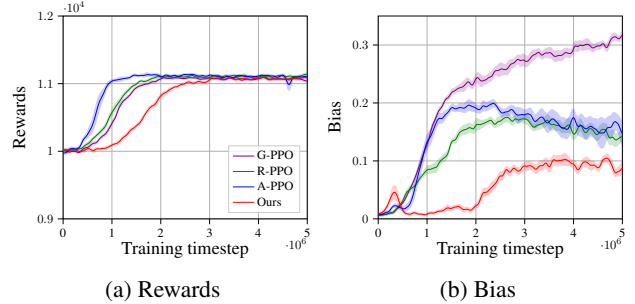 ·10⁴
1.2
1.1
1
0.9
Rewards
0 1 2 3 4 5
Training timestep
·10⁶
G-PPO
R-PPO
A-PPO
Ours
(a) Rewards
0.3
0.2
0.1
0
Bias
0 1 2 3 4 5
Training timestep
·10⁶
(b) Bias